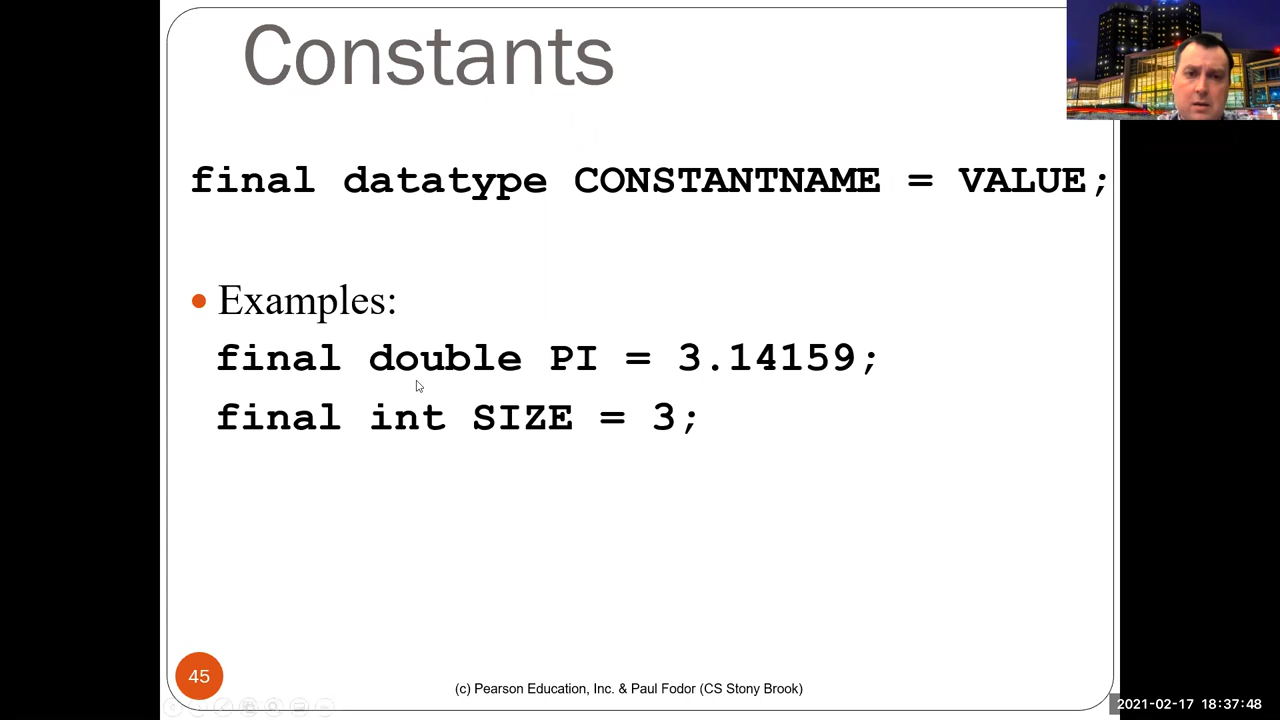 Constants
final datatype CONSTANTNAME = VALUE;
Examples:
final double PI = 3.14159;
final int SIZE = 3;
45
(c) Pearson Education, Inc. & Paul Fodor (CS Stony Brook)
2021-02-17 18:37:48